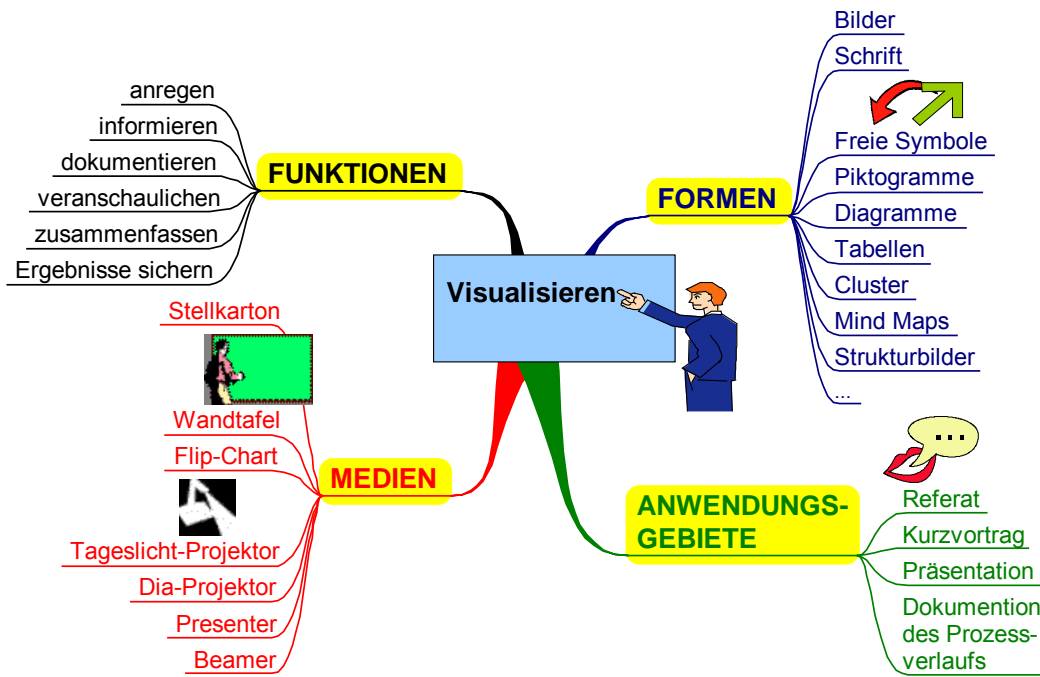 Visualisieren
FUNKTIONEN
anregen
informieren
dokumentieren
veranschaulichen
zusammenfassen
Ergebnisse sichern
FORMEN
Bilder
Schrift
Freie Symbole
Piktogramme
Diagramme
Tabellen
Cluster
Mind Maps
Strukturbilder
...
MEDIEN
Stellkarton
Wandtafel
Flip-Chart
Tageslicht-Projektor
Dia-Projektor
Presenter
Beamer
ANWENDUNGS-
GEBIETE
...
Referat
Kurzvortrag
Präsentation
Dokumention
des Prozess-
verlaufs